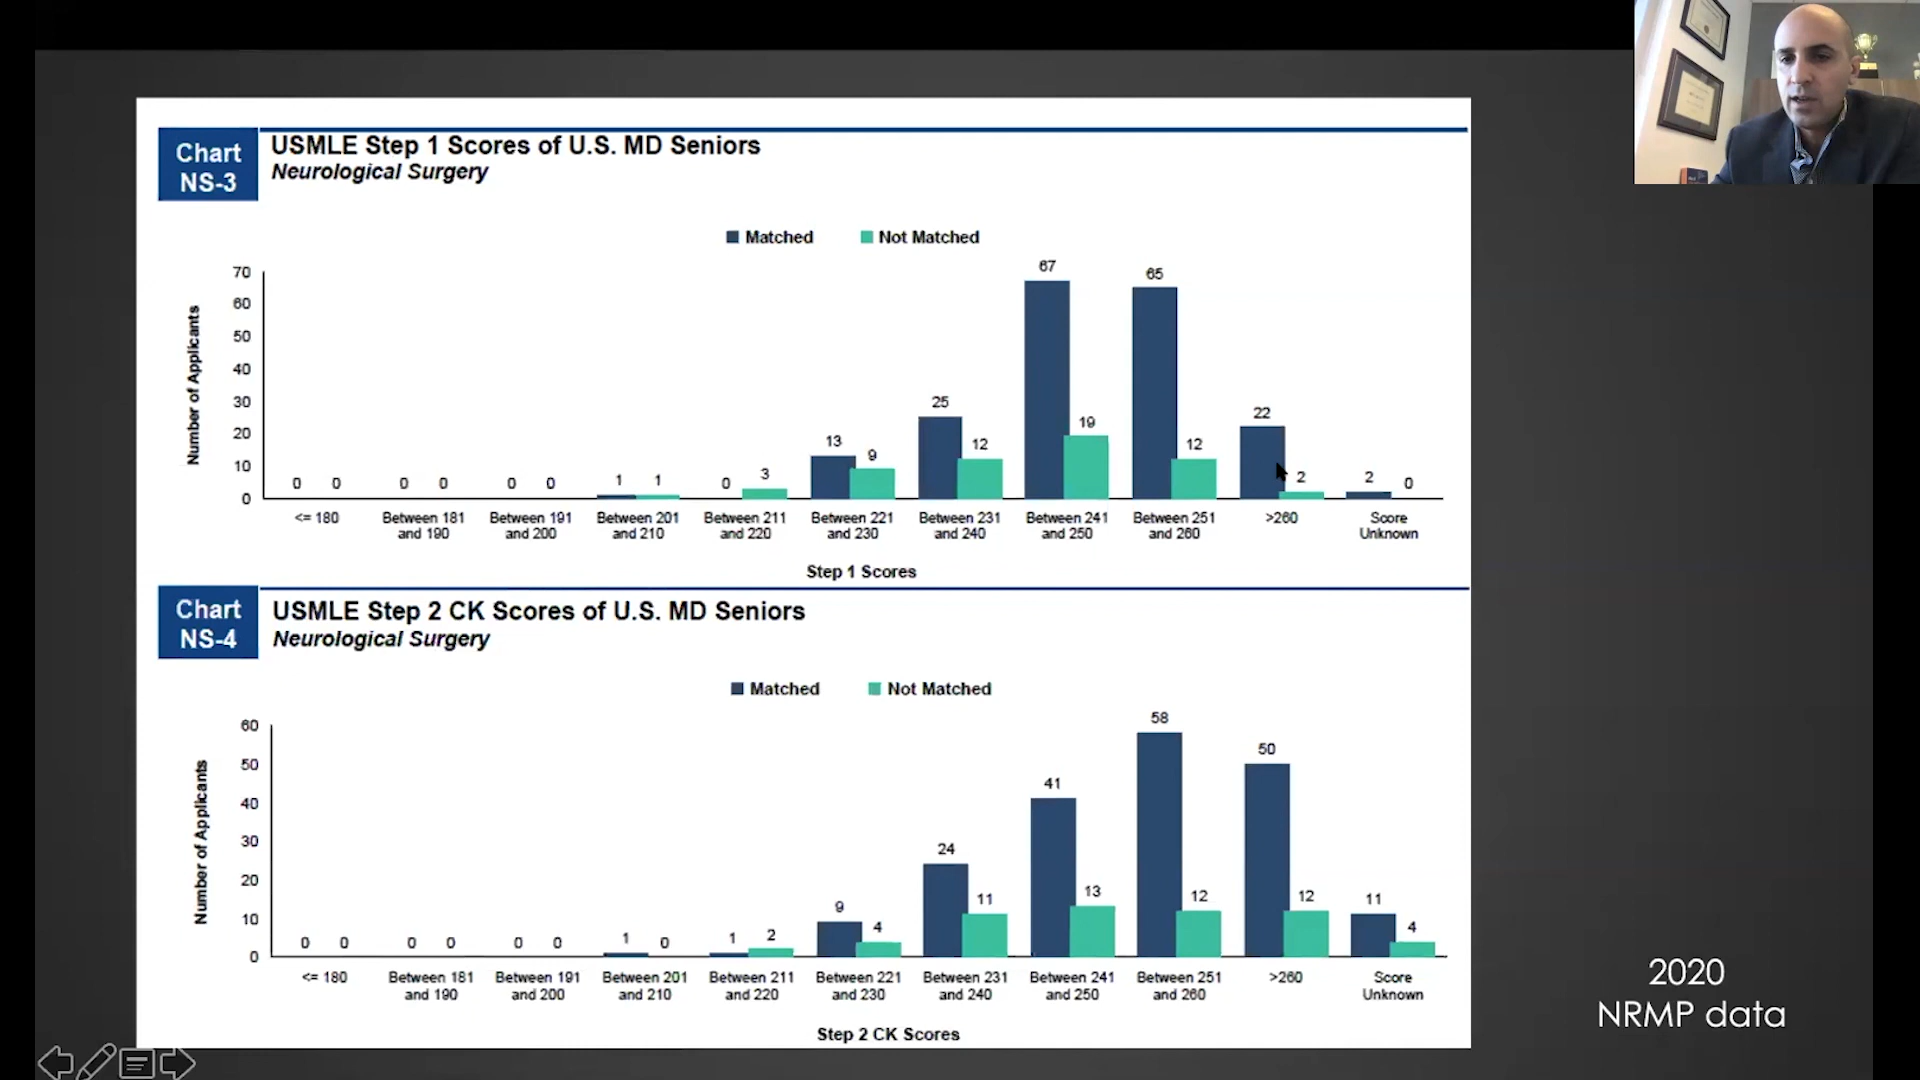 Chart
NS-3
USMLE Step 1 Scores of U.S. MD Seniors
Neurological Surgery
Matched Not Matched
Number of Applicants
70
60
50
40
30
20
10
0
0 0 0 0 0 0 1 1 0 3 13 9 25 12 67 19 65 12 22 2 2 0
<= 180 Between 181 Between 191 Between 201 Between 211 Between 221 Between 231 Between 241 Between 251 >260 Score
and 190 and 200 and 210 and 220 and 230 and 240 and 250 and 260 Unknown
Step 1 Scores
Chart
NS-4
USMLE Step 2 CK Scores of U.S. MD Seniors
Neurological Surgery
Matched Not Matched
Number of Applicants
60
50
40
30
20
10
0
0 0 0 0 0 0 1 0 1 2 9 4 24 11 41 13 58 12 50 12 11 4
<= 180 Between 181 Between 191 Between 201 Between 211 Between 221 Between 231 Between 241 Between 251 >260 Score
and 190 and 200 and 210 and 220 and 230 and 240 and 250 and 260 Unknown
Step 2 CK Scores
2020
NRMP data